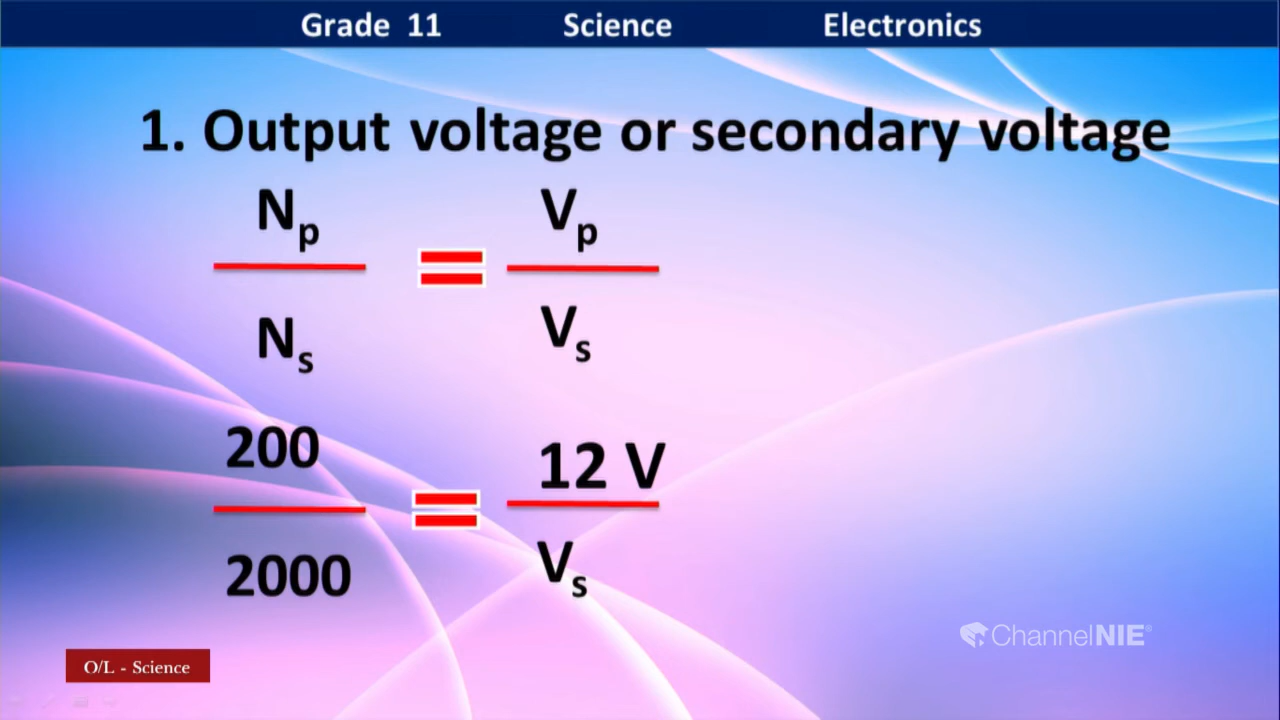 Grade 11 Science Electronics
1. Output voltage or secondary voltage
Np = Vp
Ns Vs
200 = 12 V
2000 Vs
ChannelNIE®
O/L - Science